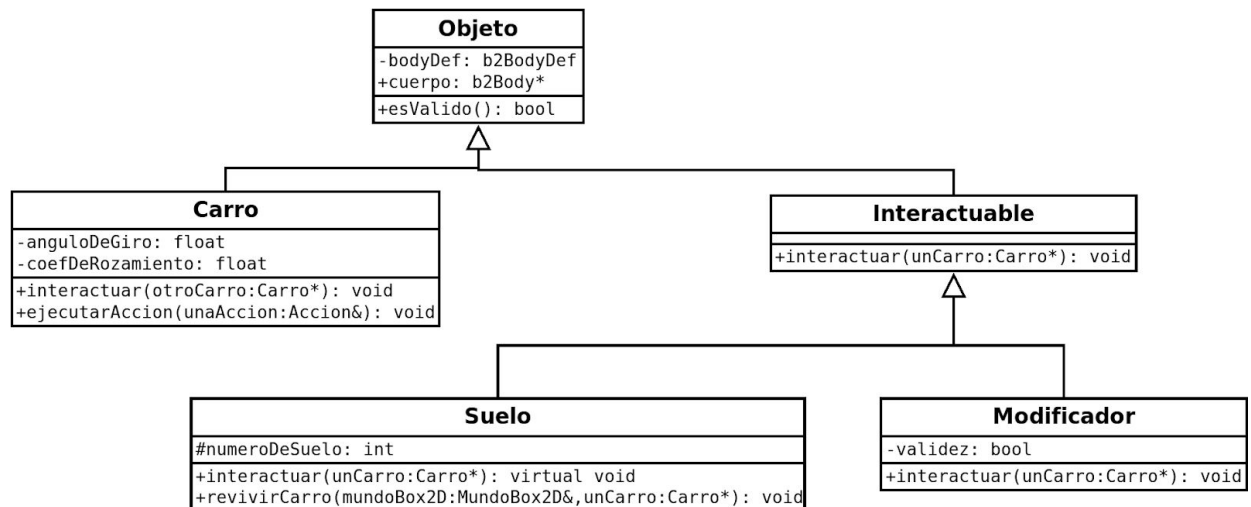 Objeto
-bodyDef: b2BodyDef
+cuerpo: b2Body*
+esValido(): bool
Carro
-anguloDeGiro: float
-coefDeRozamiento: float
+interactuar(otroCarro:Carro*): void
+ejecutarAccion(unaAccion:Accion&): void
Interactuable
+interactuar(unCarro:Carro*): void
Suelo
#numeroDeSuelo: int
+interactuar(unCarro:Carro*): virtual void
+revivirCarro(mundoBox2D:MundoBox2D&,unCarro:Carro*): void
Modificador
-validez: bool
+interactuar(unCarro:Carro*): void